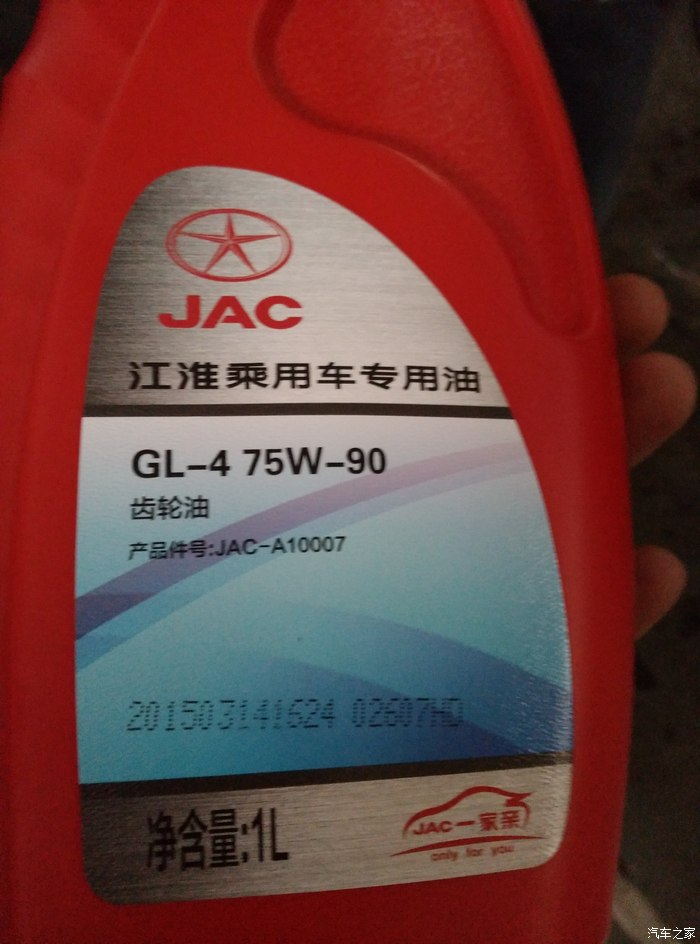 JAC
江淮乘用车专用油
GL-4 75W-90
齿轮油
产品件号:JAC-A10007
201503141624 02607HD
净含量:1L
JAC一家亲
only for you
汽车之家